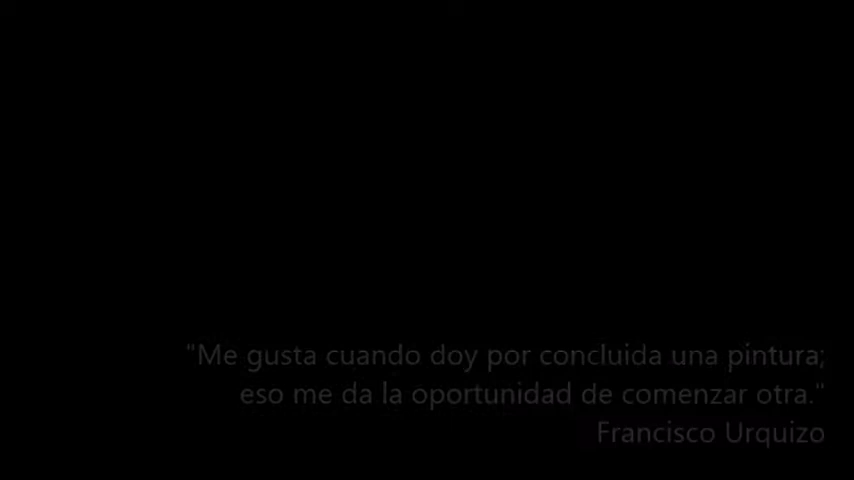 "Me gusta cuando doy por concluida una pintura;
eso me da la oportunidad de comenzar otra."
Francisco Urquizo